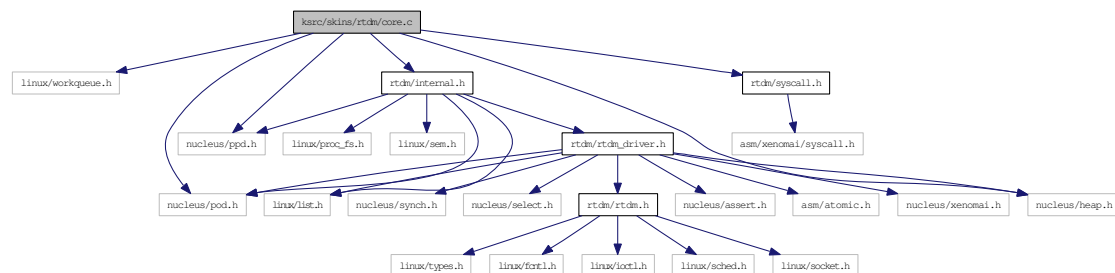 ksrc/skins/rtdm/core.c
linux/workqueue.h
rtdm/internal.h
rtdm/syscall.h
nucleus/ppd.h
linux/proc_fs.h
linux/sem.h
rtdm/rtdm_driver.h
asm/xenomai/syscall.h
nucleus/pod.h
linux/list.h
nucleus/synch.h
nucleus/select.h
rtdm/rtdm.h
nucleus/assert.h
asm/atomic.h
nucleus/xenomai.h
nucleus/heap.h
linux/types.h
linux/fcntl.h
linux/ioctl.h
linux/sched.h
linux/socket.h